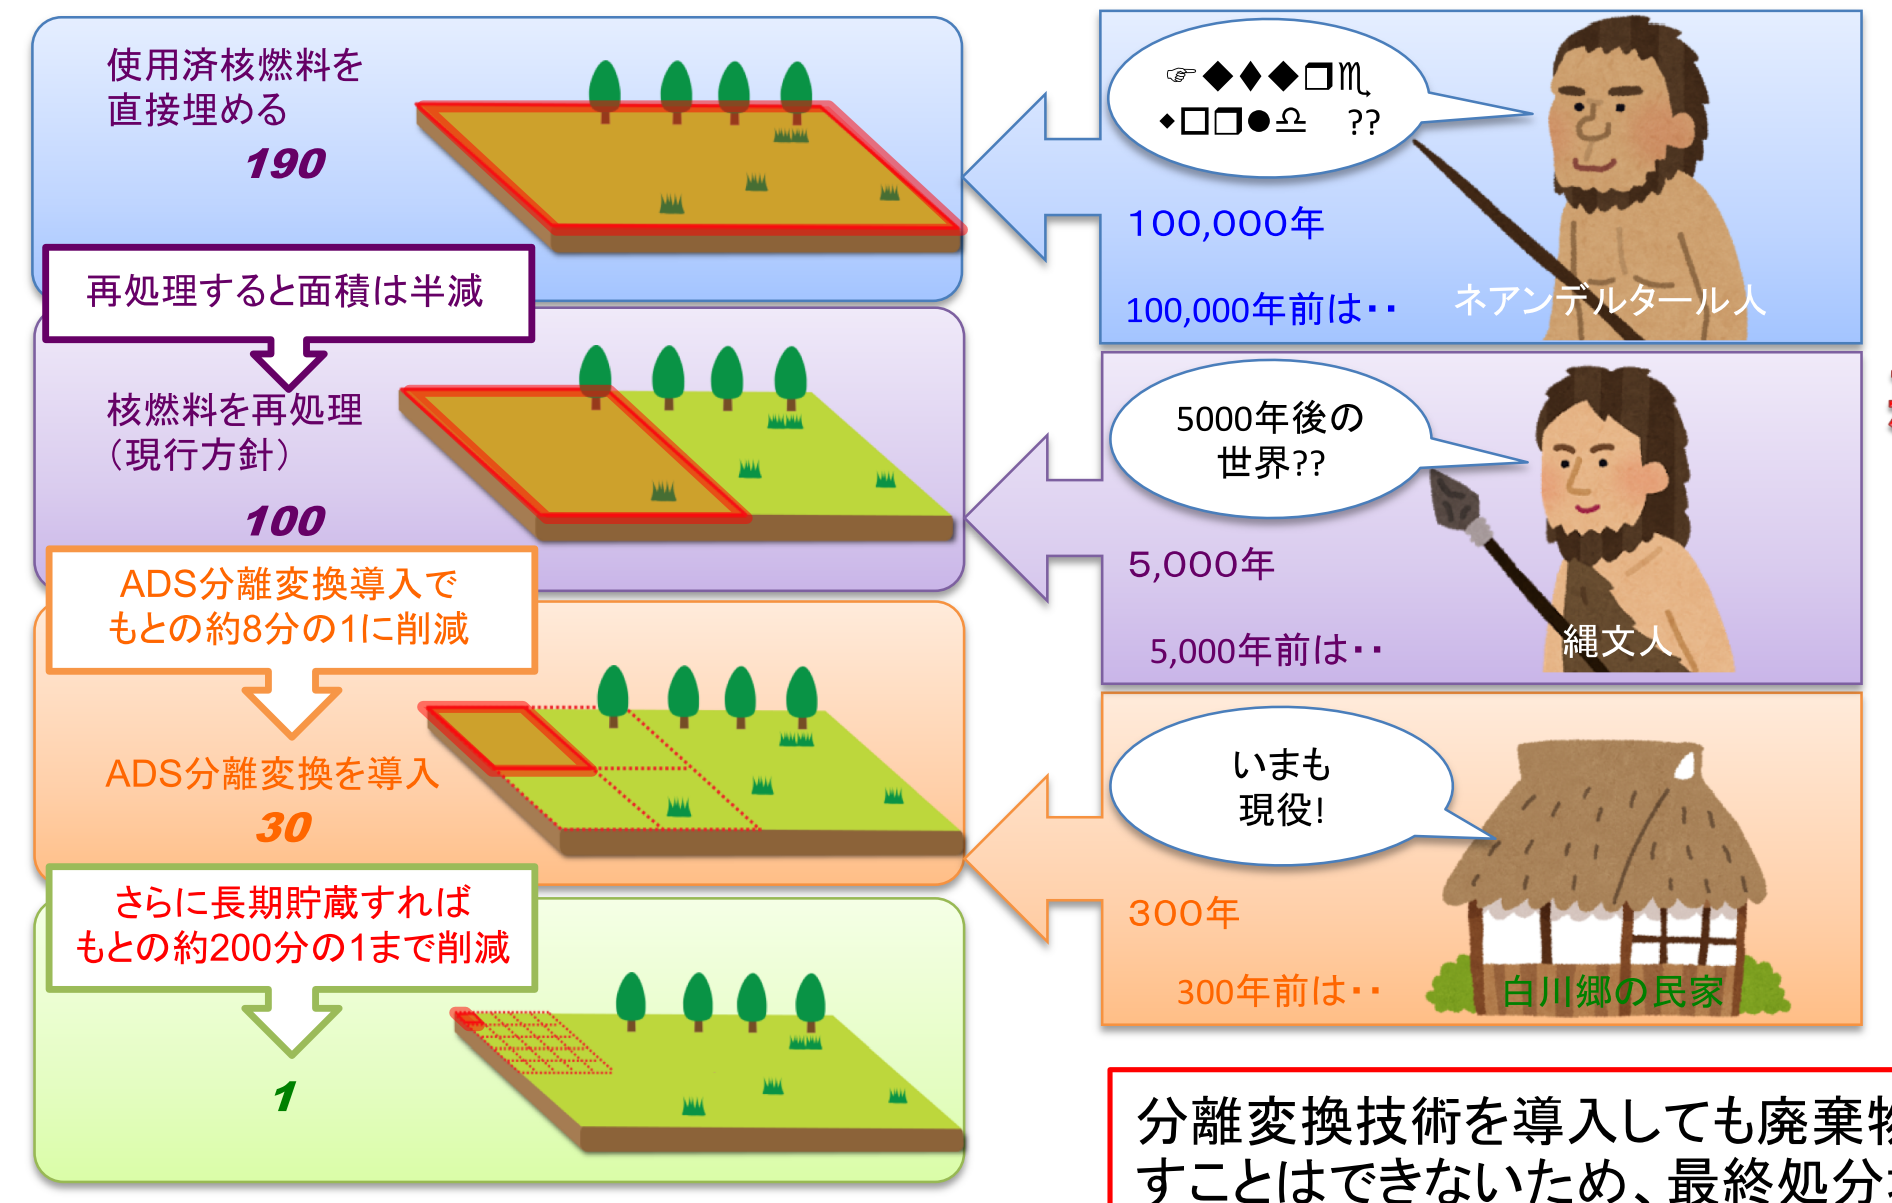 使用済核燃料を
直接埋める
190
再処理すると面積は半減
核燃料を再処理
（現行方針）
100
ADS分離変換導入で
もとの約8分の1に削減
ADS分離変換を導入
30
さらに長期貯蔵すれば
もとの約200分の1まで削減
1
☞◆⧫◆❒♏
⬥□❒●♎ ??
100,000年
100,000年前は・・
ネアンデルタール人
5000年後の
世界??
5,000年
5,000年前は・・
縄文人
いまも
現役!
300年
300年前は・・
白川郷の民家
分離変換技術を導入しても廃棄物
すことはできないため、最終処分